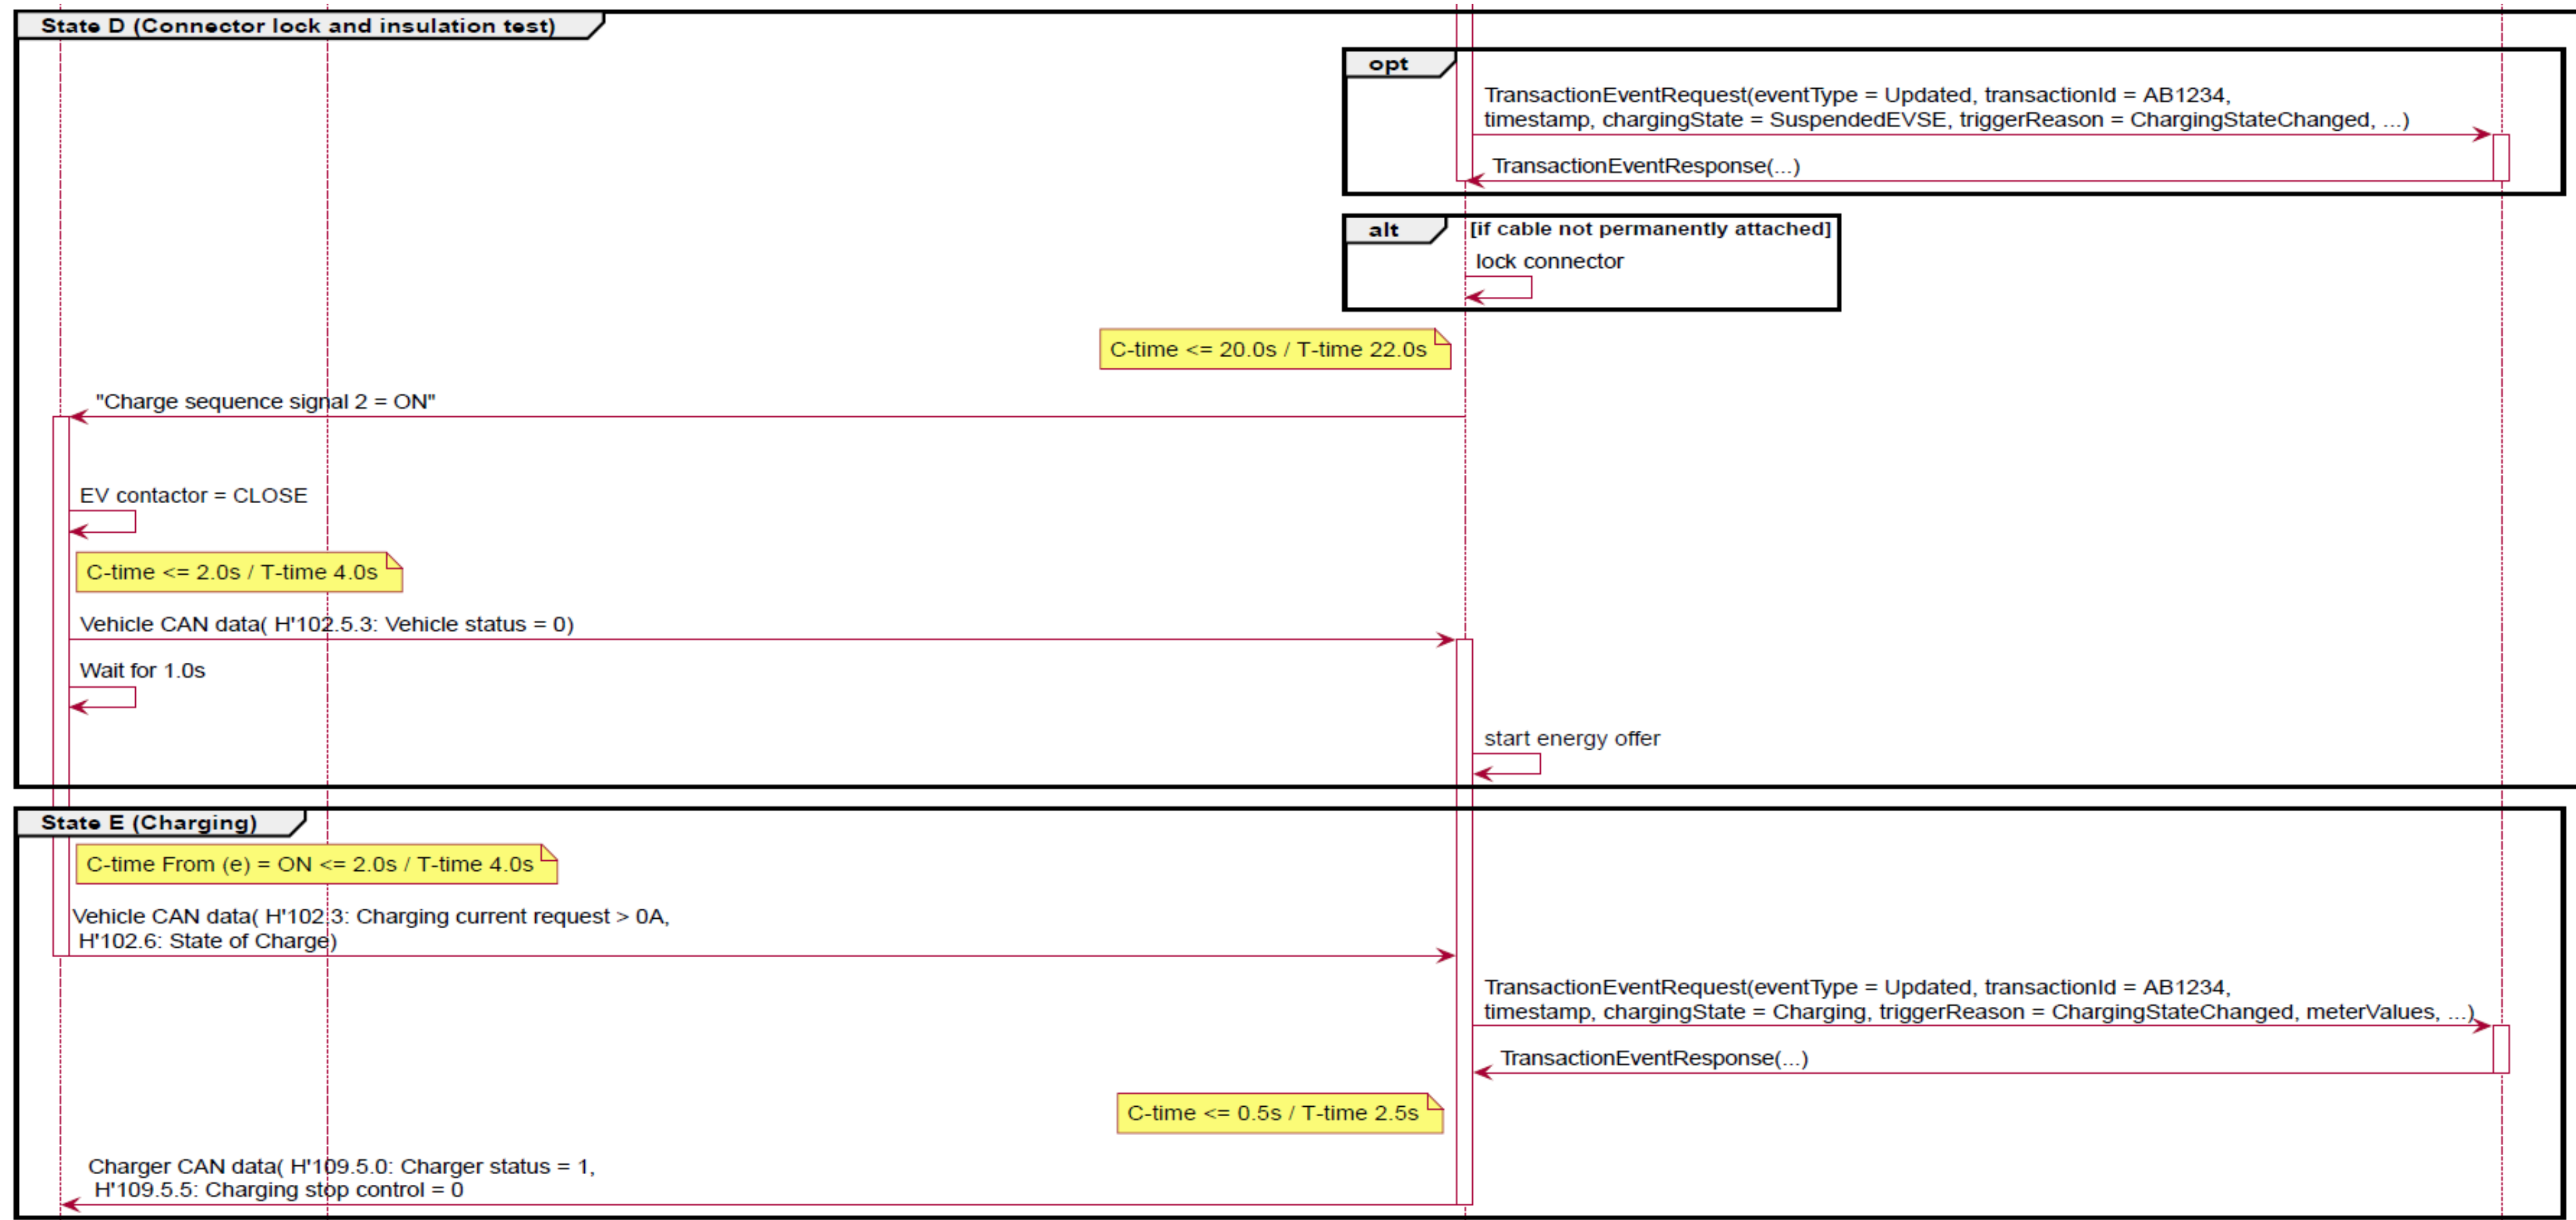 State D (Connector lock and insulation test)
opt
TransactionEventRequest(eventType = Updated, transactionId = AB1234,
timestamp, chargingState = SuspendedEVSE, triggerReason = ChargingStateChanged, ...)
TransactionEventResponse(...)
alt
[if cable not permanently attached]
lock connector
C-time <= 20.0s / T-time 22.0s
"Charge sequence signal 2 = ON"
EV contactor = CLOSE
C-time <= 2.0s / T-time 4.0s
Vehicle CAN data( H'102.5.3: Vehicle status = 0)
Wait for 1.0s
start energy offer
State E (Charging)
C-time From (e) = ON <= 2.0s / T-time 4.0s
Vehicle CAN data( H'102.3: Charging current request > 0A,
H'102.6: State of Charge)
TransactionEventRequest(eventType = Updated, transactionId = AB1234,
timestamp, chargingState = Charging, triggerReason = ChargingStateChanged, meterValues, ...)
TransactionEventResponse(...)
C-time <= 0.5s / T-time 2.5s
Charger CAN data( H'109.5.0: Charger status = 1,
H'109.5.5: Charging stop control = 0